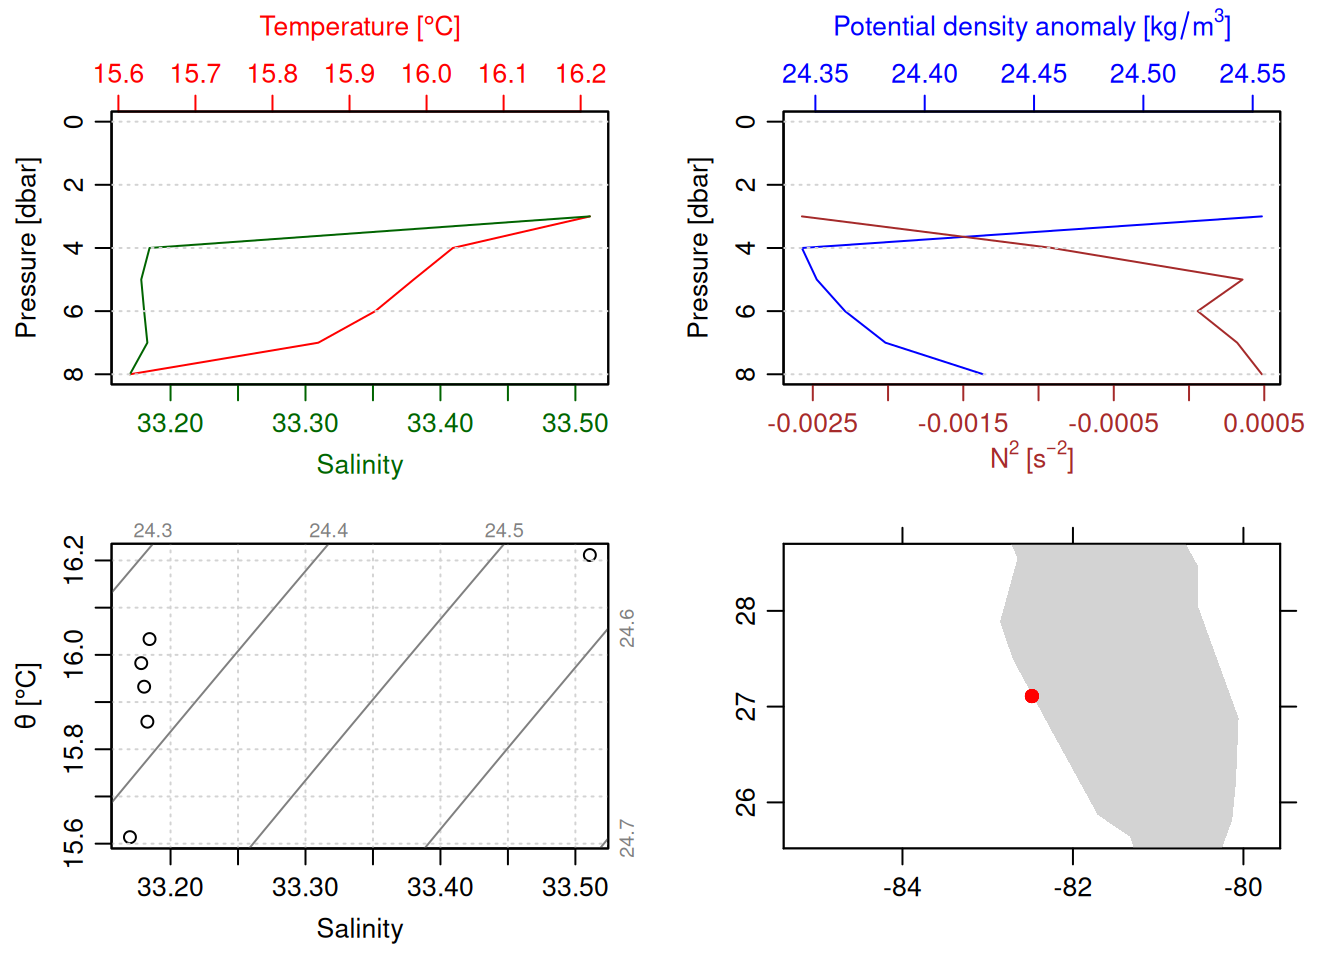 Temperature [°C]
15.6 15.7 15.8 15.9 16.0 16.1 16.2
Pressure [dbar]
0
2
4
6
8
33.20 33.30 33.40 33.50
Salinity
Potential density anomaly [kg/m³]
24.35 24.40 24.45 24.50 24.55
Pressure [dbar]
0
2
4
6
8
-0.0025 -0.0015 -0.0005 0.0005
N² [s⁻²]
24.3 24.4 24.5
24.6
24.7
θ [°C]
16.2
16.0
15.8
15.6
33.20 33.30 33.40 33.50
Salinity
28
27
26
-84 -82 -80